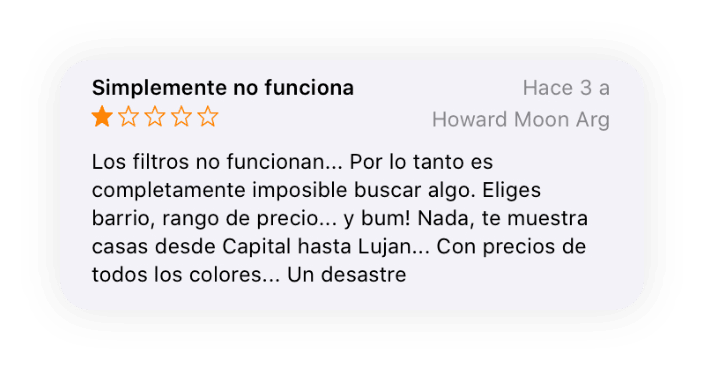 Simplemente no funciona
Hace 3 a
Howard Moon Arg
Los filtros no funcionan... Por lo tanto es
completamente imposible buscar algo. Eliges
barrio, rango de precio... y bum! Nada, te muestra
casas desde Capital hasta Lujan... Con precios de
todos los colores... Un desastre